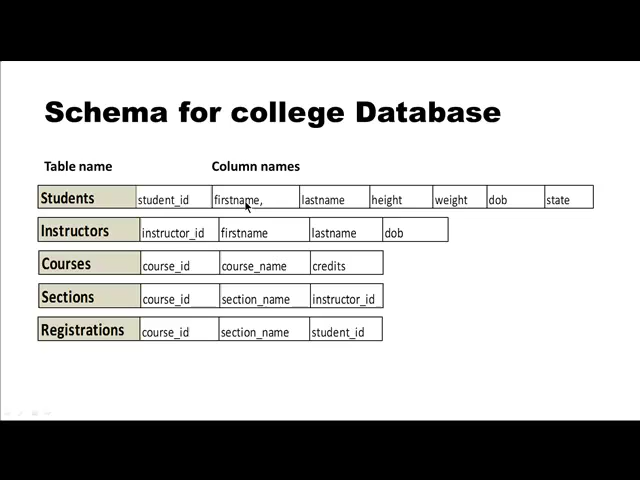 Schema for college Database
Table name Column names
Students student_id firstname, lastname height weight dob state
Instructors instructor_id firstname lastname dob
Courses course_id course_name credits
Sections course_id section_name instructor_id
Registrations course_id section_name student_id